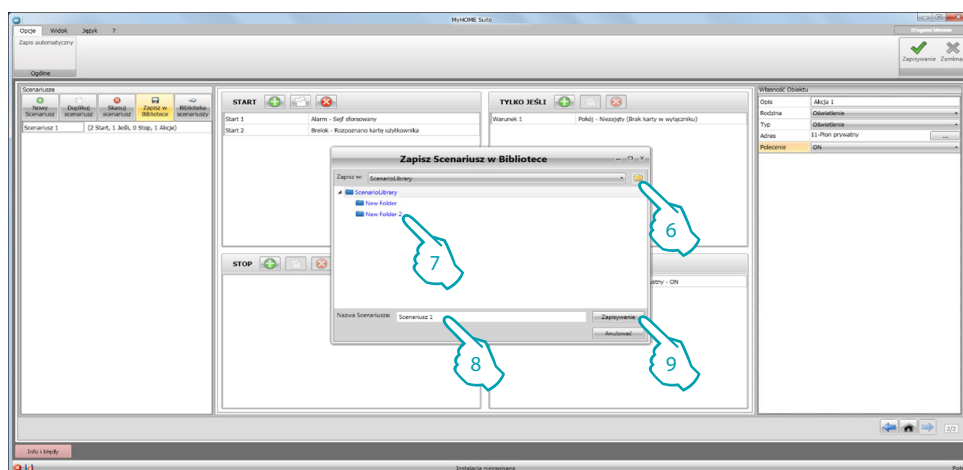 MyHOME Suite
Opcje Widok Język ?
Zapis automatyczny
Zapisywanie Zamknąć
Ogólne
Scenariusze
Nowy Scenariusz
Duplikuj scenariusz
Skasuj scenariusz
Zapisz w Bibliotece
Biblioteka scenariuszy
Scenariusz 1 (2 Start, 1 Jeśli, 0 Stop, 1 Akcje)
START
Start 1 Alarm - Sejf sforsowany
Start 2 Brelok - Rozpoznano kartę użytkownika
TYLKO JEŚLI
Warunek 1 Pokój - Niezajęty (Brak karty w wyłączniku)
Własność Obiektu
Opis Akcja 1
Rodzina Oświetlenie
Typ Oświetlenie
Adres 11-Pion prywatny ...
Polecenie ON
Zapisz Scenariusz w Bibliotece
Zapisz w: ScenarioLibrary
ScenarioLibrary
New Folder
New Folder 2
6
7
STOP
- ON
Nazwa Scenariusza: Scenariusz 1 Zapisywanie
Anulować
8
9
2/2
Info i błędy
Instalacja niezapisana